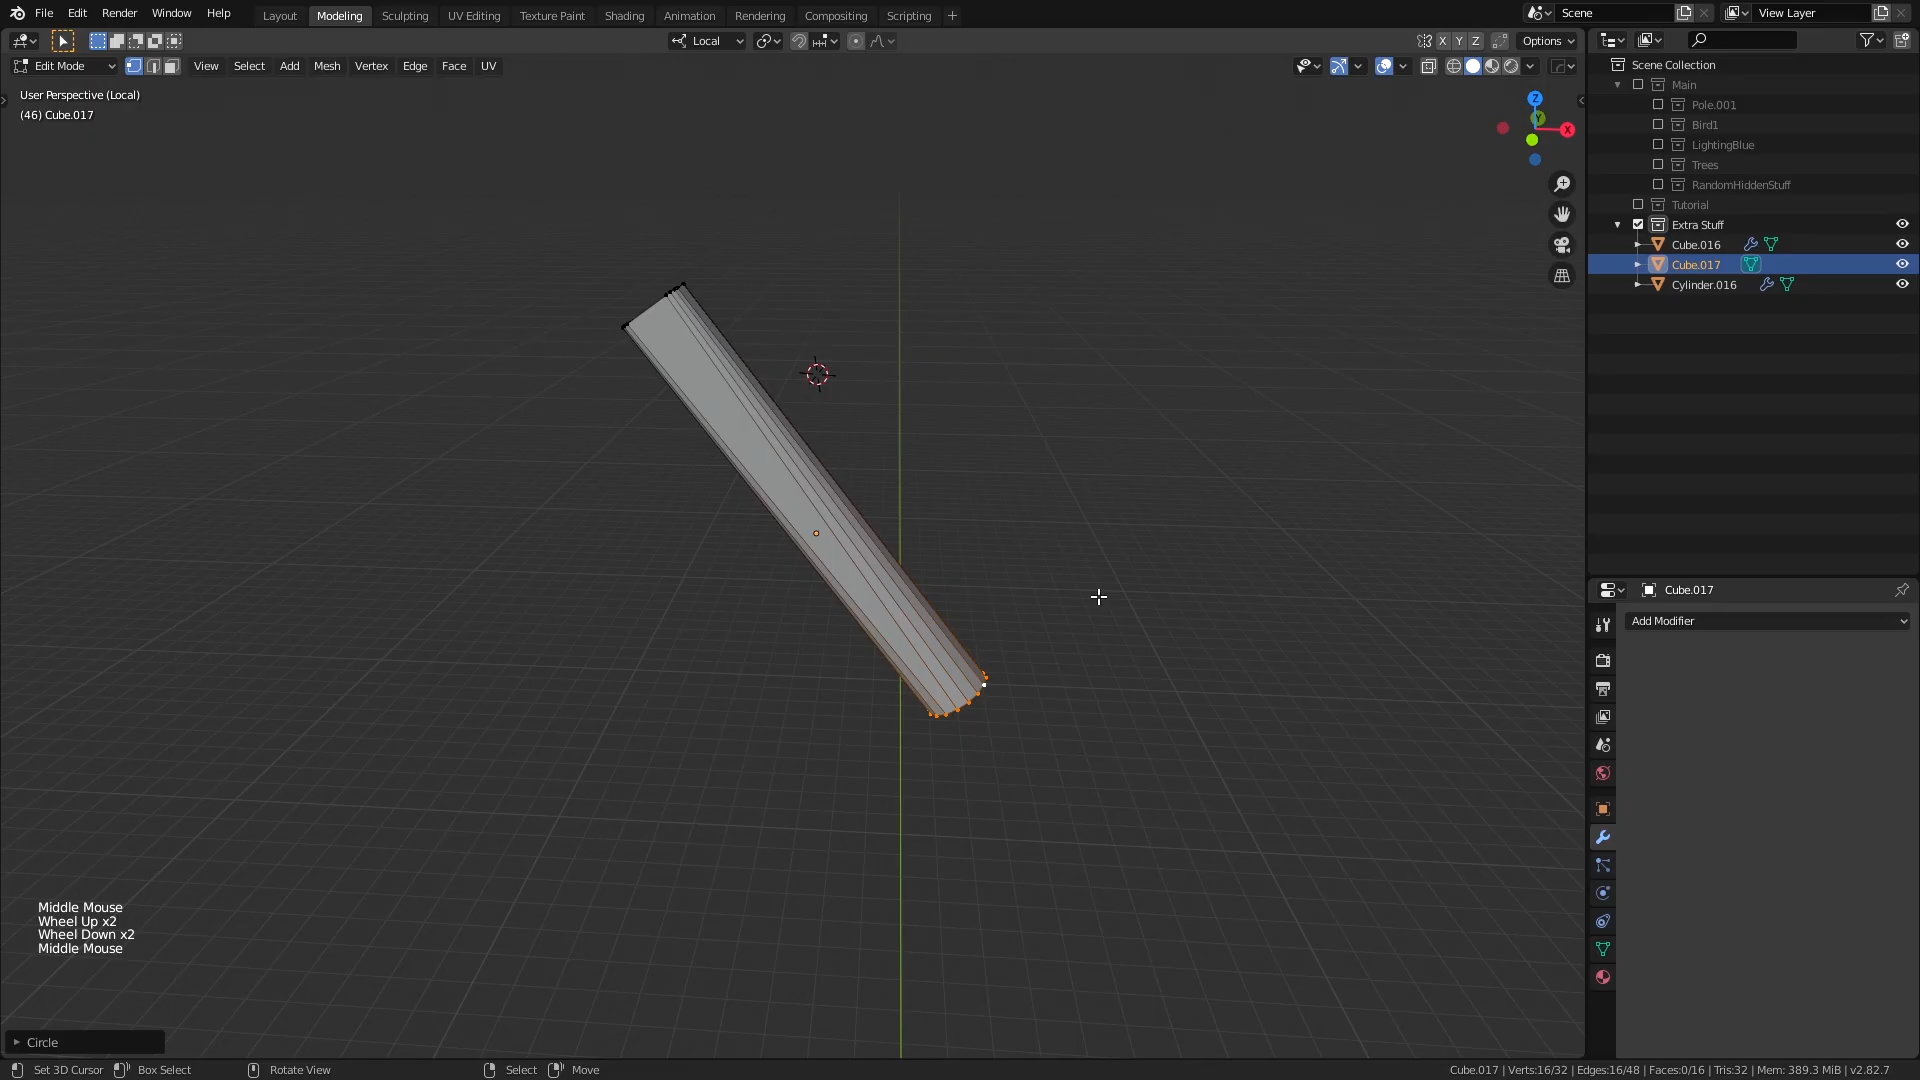 File Edit Render Window Help Layout Modeling Sculpting UV Editing Texture Paint Shading Animation Rendering Compositing Scripting + Scene View Layer
Local X Y Z Options
Edit Mode View Select Add Mesh Vertex Edge Face UV
User Perspective (Local)
(46) Cube.017
Z
Y
X
Scene Collection
Main
Pole.001
Bird1
LightingBlue
Trees
RandomHiddenStuff
Tutorial
Extra Stuff
Cube.016
Cube.017
Cylinder.016
Cube.017
Add Modifier
Middle Mouse
Wheel Up x2
Wheel Down x2
Middle Mouse
Circle
Set 3D Cursor Box Select Rotate View Select Move Cube.017 | Verts:16/32 | Edges:16/48 | Faces:0/16 | Tris:32 | Mem: 389.3 MiB | v2.82.7